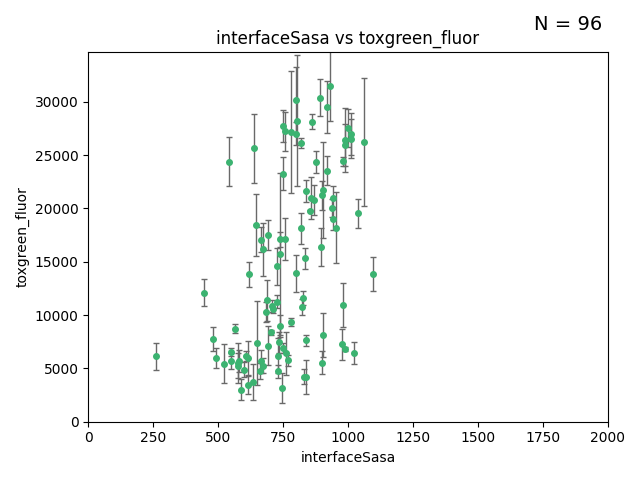 N = 96
interfaceSasa vs toxgreen_fluor
toxgreen_fluor
30000
25000
20000
15000
10000
5000
0
0 250 500 750 1000 1250 1500 1750 2000
interfaceSasa